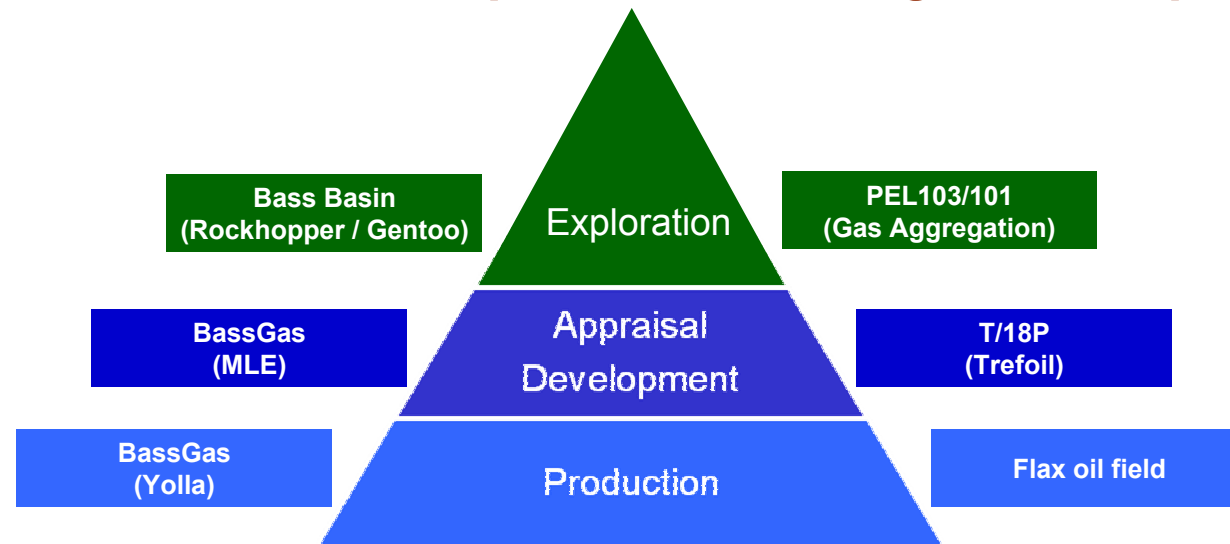 Bass Basin
(Rockhopper / Gentoo)
Exploration
PEL103/101
(Gas Aggregation)
BassGas
(MLE)
Appraisal
Development
T/18P
(Trefoil)
BassGas
(Yolla)
Production
Flax oil field